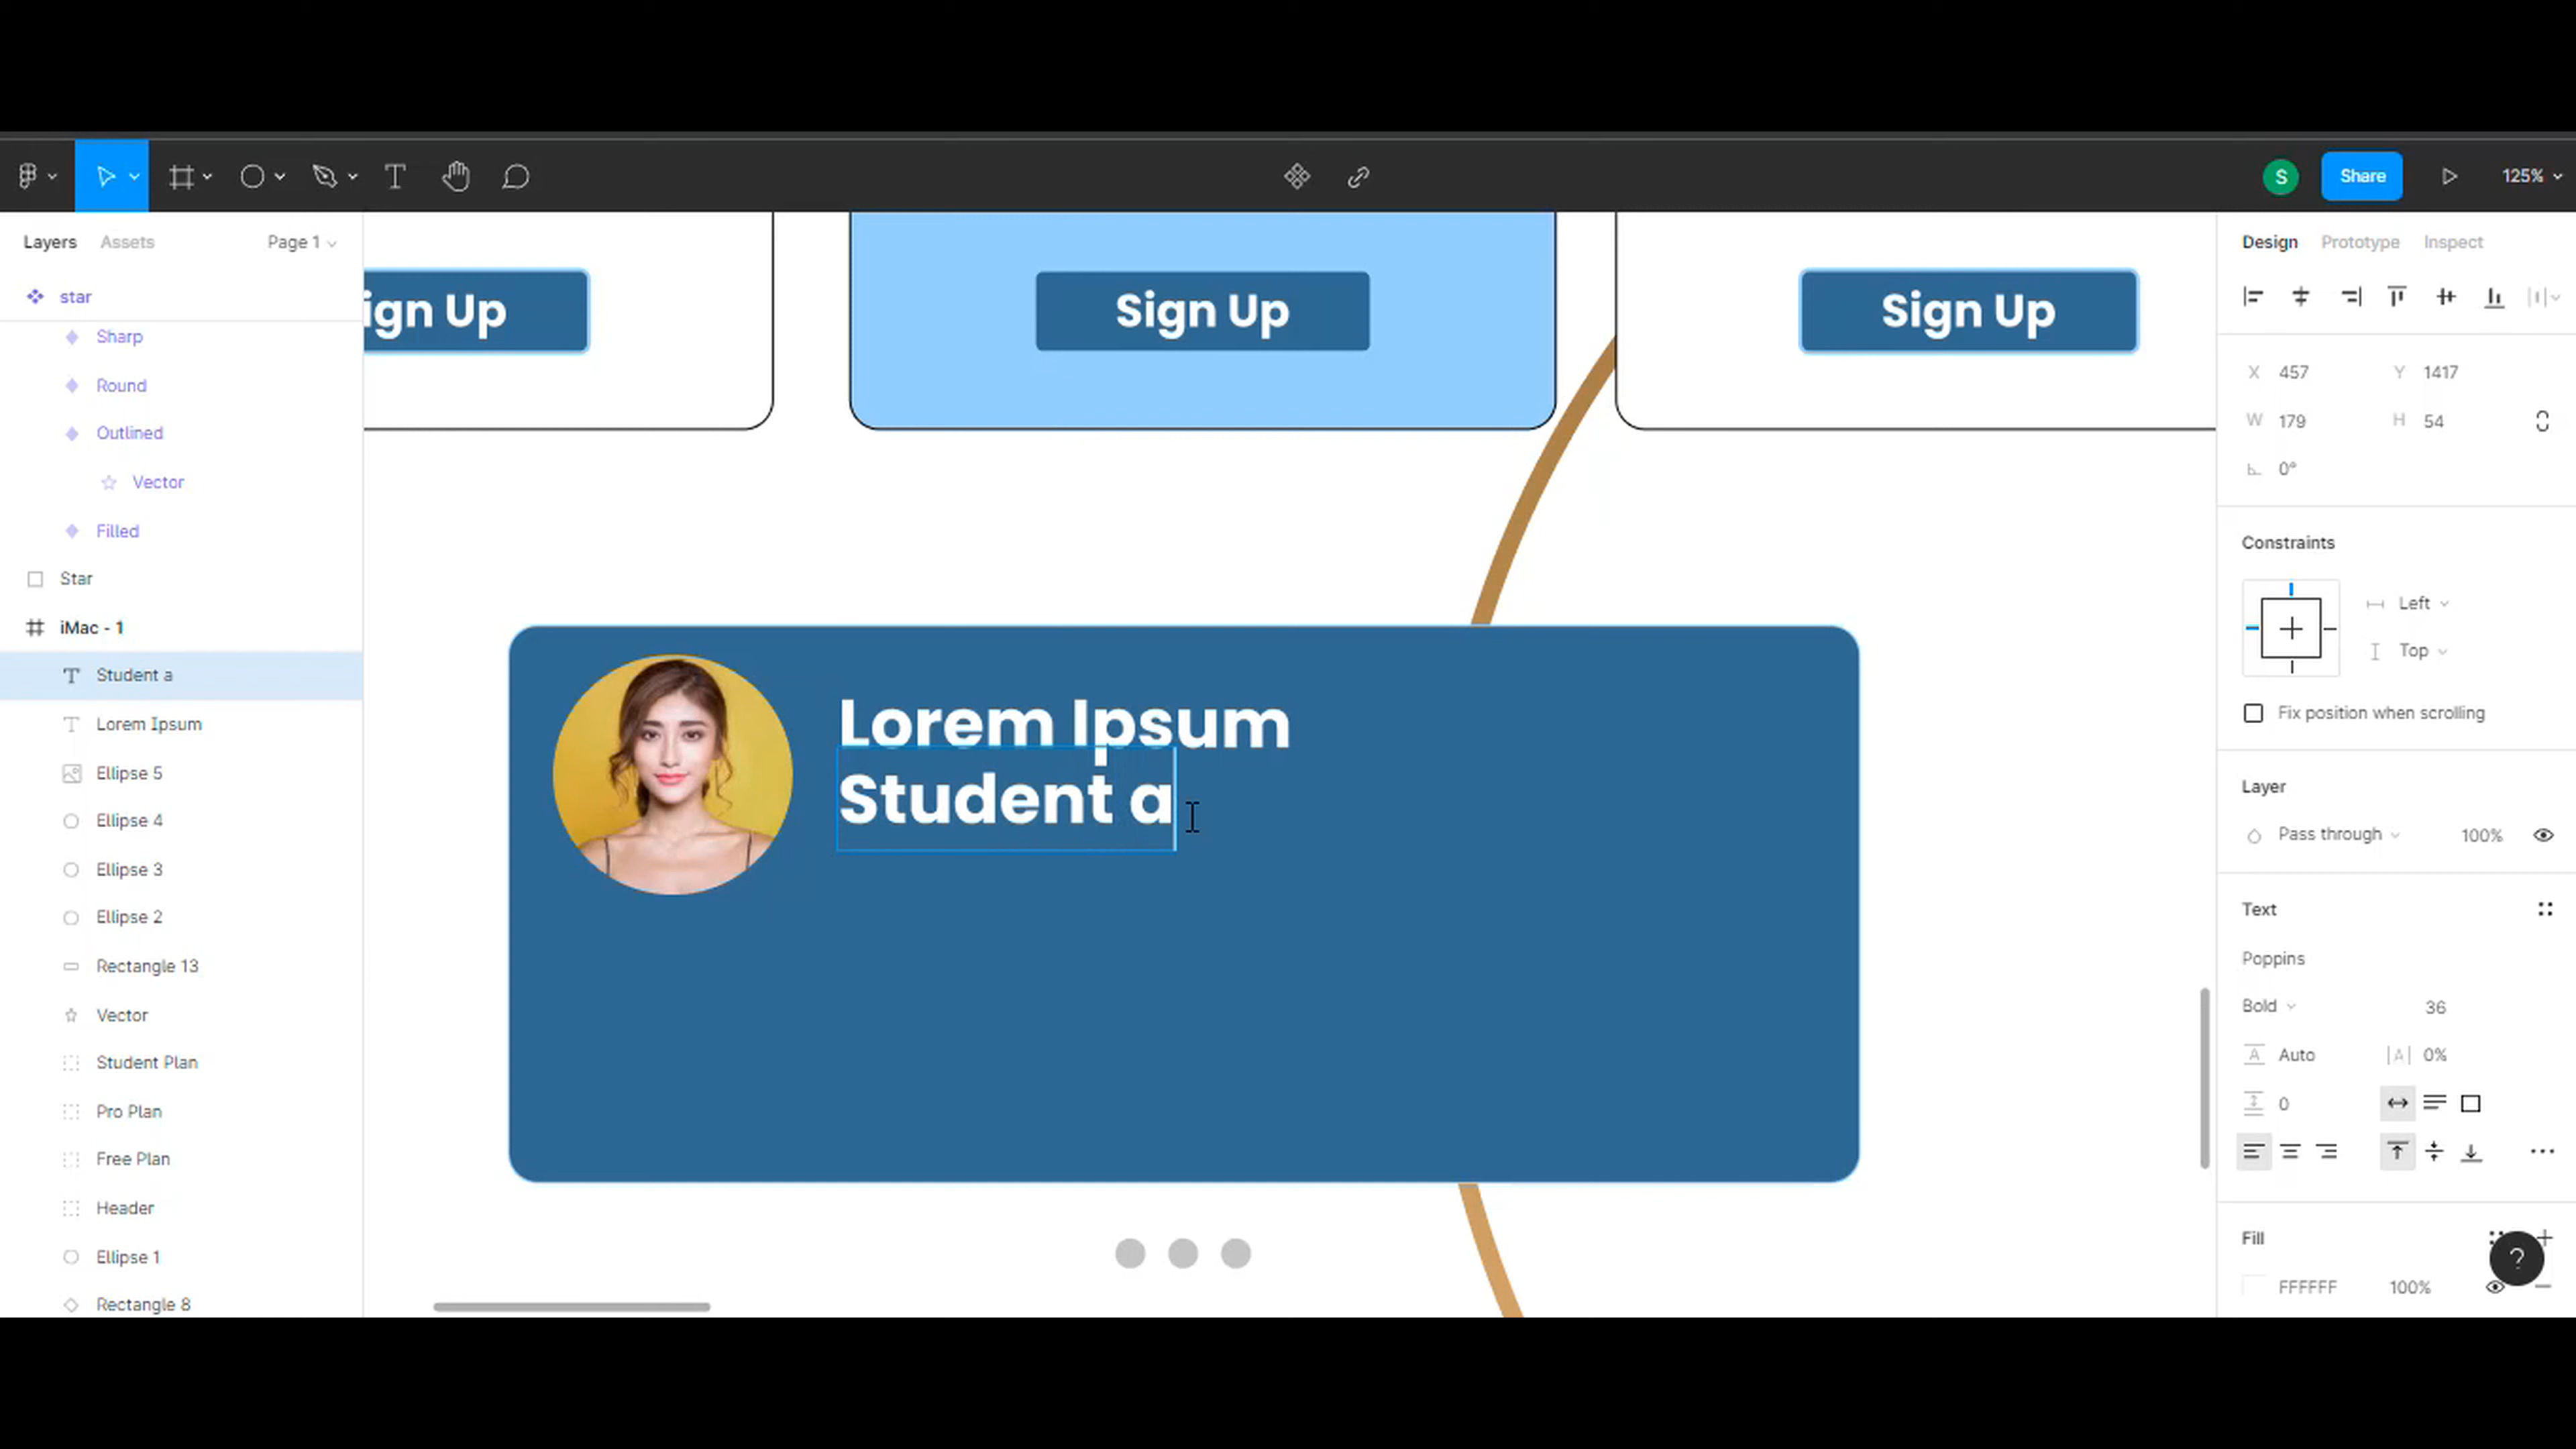 S
Share
125%
Layers
Assets
Page 1
star
Sharp
Round
Outlined
Vector
Filled
Star
iMac - 1
Student a
Lorem Ipsum
Ellipse 5
Ellipse 4
Ellipse 3
Ellipse 2
Rectangle 13
Vector
Student Plan
Pro Plan
Free Plan
Header
Ellipse 1
Rectangle 8
ign Up
Sign Up
Sign Up
Lorem Ipsum
Student a
Design
Prototype
Inspect
X 457
Y 1417
W 179
H 54
0°
Constraints
Left
Top
Fix position when scrolling
Layer
Pass through
100%
Text
Poppins
Bold
36
A Auto
|A| 0%
0
Fill
?
FFFFFF
100%